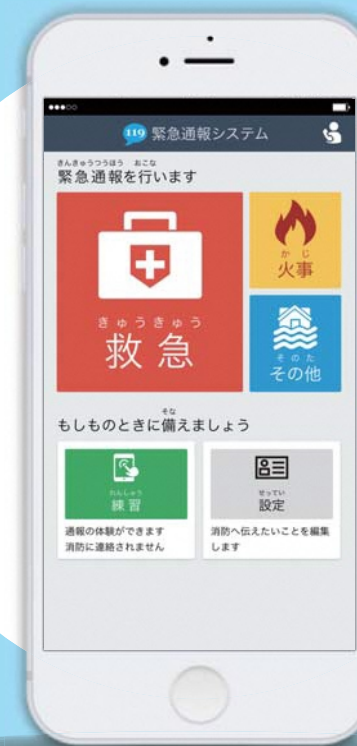 119 緊急通報システム
きんきゅうつうほう おこな
緊急通報を行います
きゅうきゅう
救急
かじ
火事
そのた
その他
そな
もしものときに備えましょう
れんしゅう
練習
通報の体験ができます
消防に連絡されません
せってい
設定
消防へ伝えたいことを編集
します